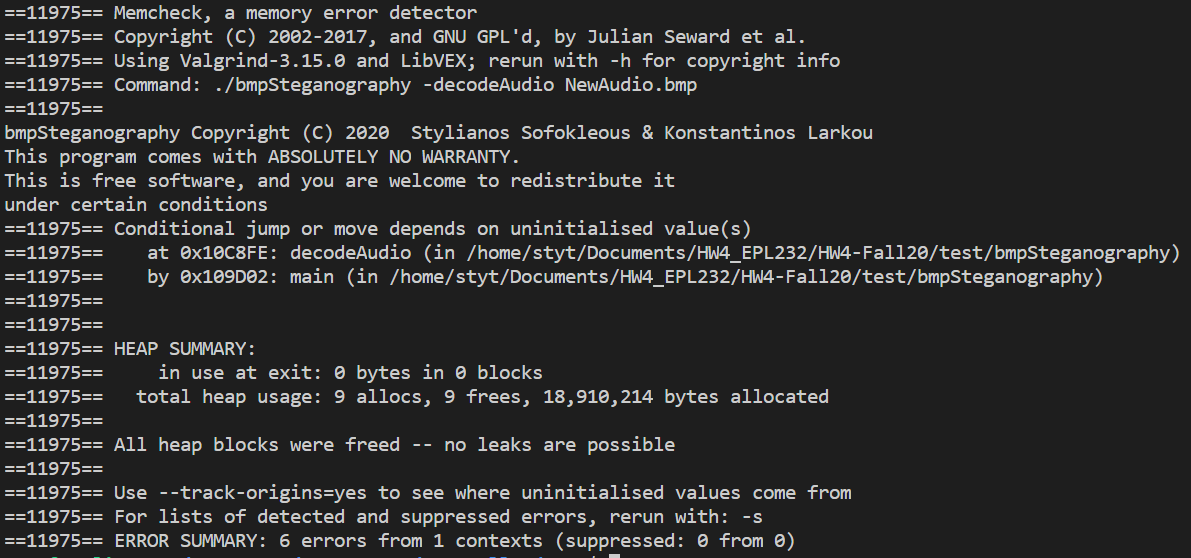 ==11975== Memcheck, a memory error detector
==11975== Copyright (C) 2002-2017, and GNU GPL'd, by Julian Seward et al.
==11975== Using Valgrind-3.15.0 and LibVEX; rerun with -h for copyright info
==11975== Command: ./bmpSteganography -decodeAudio NewAudio.bmp
==11975==
bmpSteganography Copyright (C) 2020  Stylianos Sofokleous & Konstantinos Larkou
This program comes with ABSOLUTELY NO WARRANTY.
This is free software, and you are welcome to redistribute it
under certain conditions
==11975== Conditional jump or move depends on uninitialised value(s)
==11975==    at 0x10C8FE: decodeAudio (in /home/styt/Documents/HW4_EPL232/HW4-Fall20/test/bmpSteganography)
==11975==    by 0x109D02: main (in /home/styt/Documents/HW4_EPL232/HW4-Fall20/test/bmpSteganography)
==11975==
==11975==
==11975== HEAP SUMMARY:
==11975==     in use at exit: 0 bytes in 0 blocks
==11975==   total heap usage: 9 allocs, 9 frees, 18,910,214 bytes allocated
==11975==
==11975== All heap blocks were freed -- no leaks are possible
==11975==
==11975== Use --track-origins=yes to see where uninitialised values come from
==11975== For lists of detected and suppressed errors, rerun with: -s
==11975== ERROR SUMMARY: 6 errors from 1 contexts (suppressed: 0 from 0)